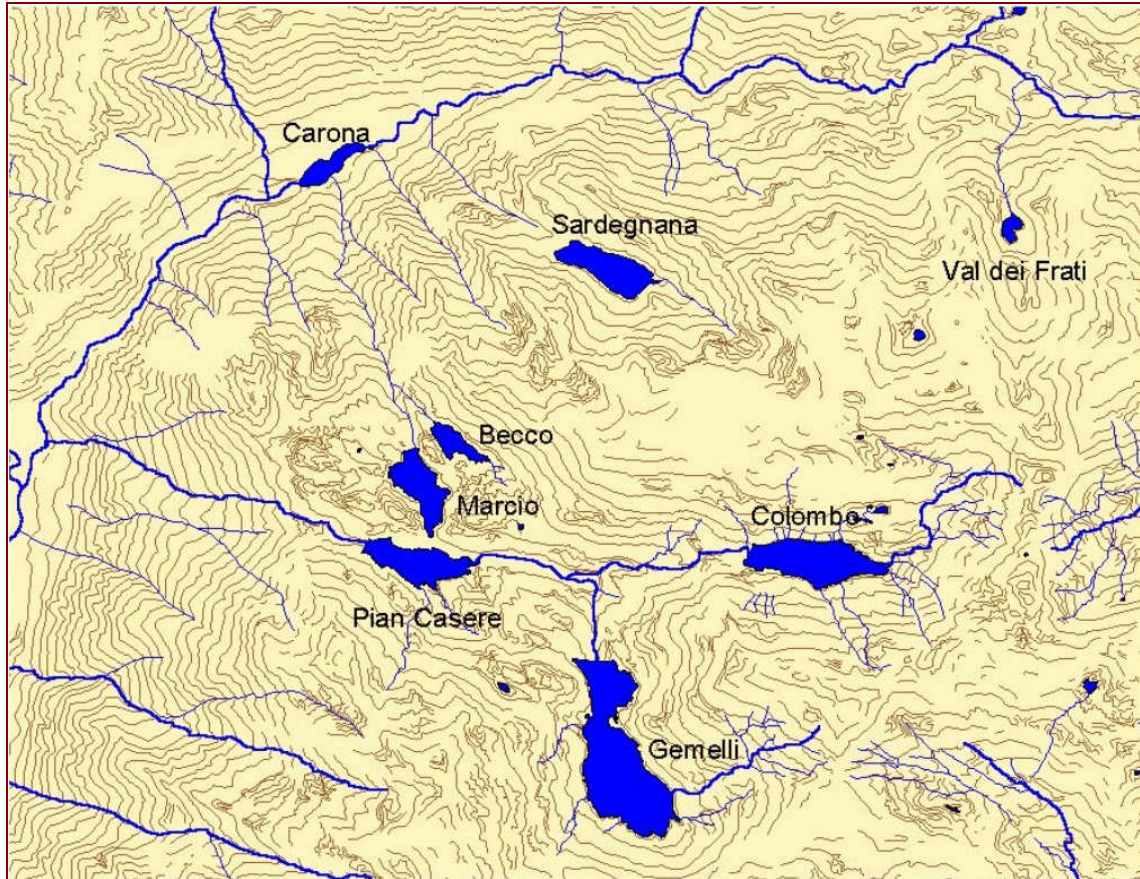 Carona
Sardegnana
Val dei Frati
Becco
Marcio
Colombo
Pian Casere
Gemelli